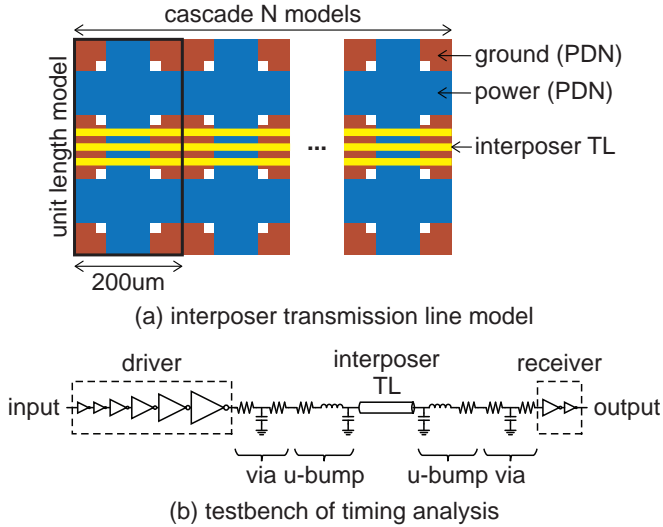 cascade N models
unit length model
ground (PDN)
power (PDN)
interposer TL
...
200um
(a) interposer transmission line model
driver
interposer
TL
receiver
input
output
via u-bump
u-bump via
(b) testbench of timing analysis